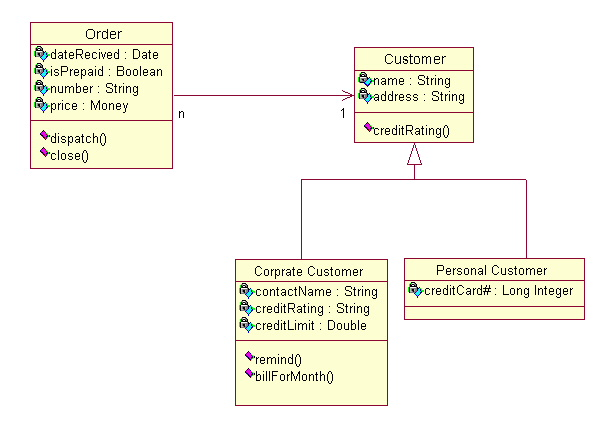 Order
dateRecived : Date
isPrepaid : Boolean
number : String
price : Money
dispatch()
close()
n
1
Customer
name : String
address : String
creditRating()
Corprate Customer
contactName : String
creditRating : String
creditLimit : Double
remind()
billForMonth()
Personal Customer
creditCard# : Long Integer